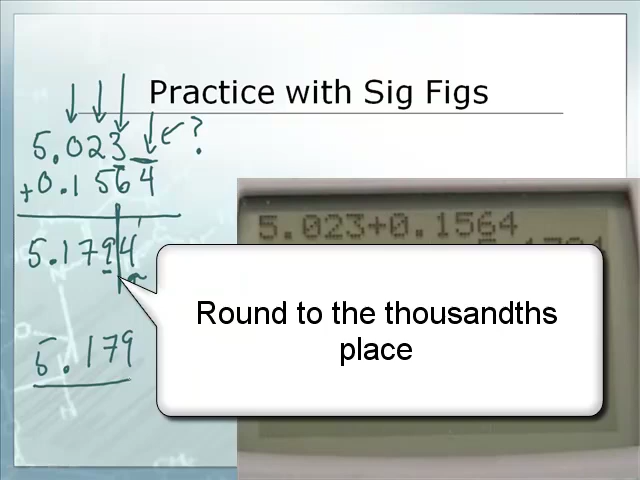 Practice with Sig Figs
5.023 ?
+0.1564
5.1794
5.179
5.023+0.1564
Round to the thousandths
place